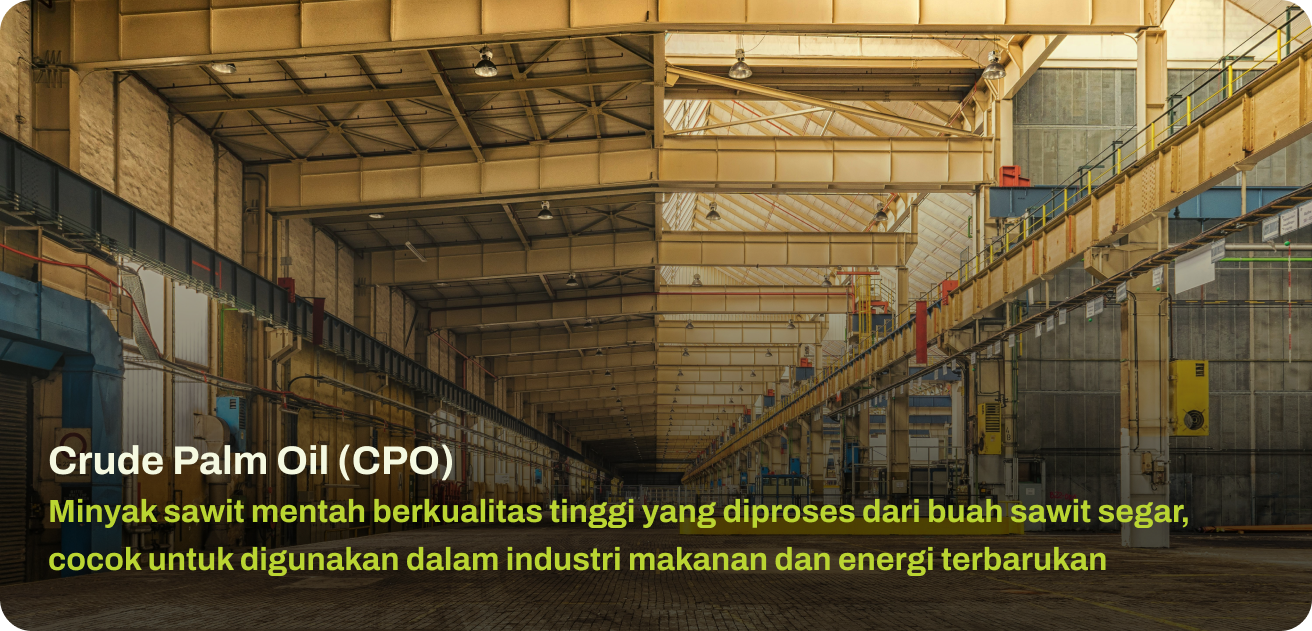 Crude Palm Oil (CPO)
Minyak sawit mentah berkualitas tinggi yang diproses dari buah sawit segar,
cocok untuk digunakan dalam industri makanan dan energi terbarukan